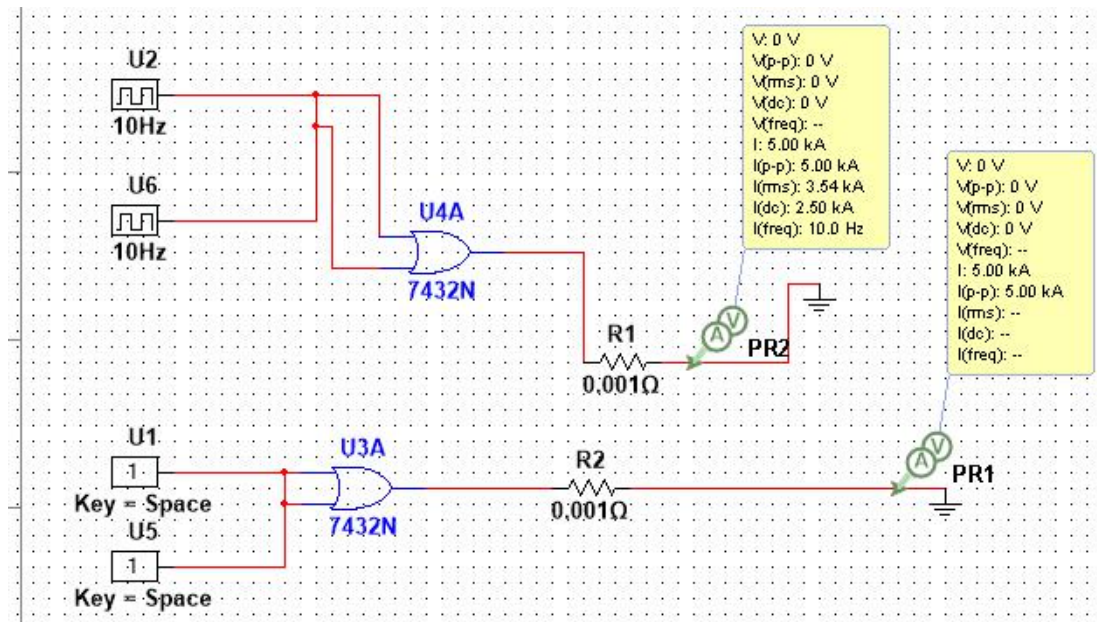 U2
10Hz
U6
10Hz
U4A
7432N
R1
0.001Ω
PR2
V: 0 V
V(p-p): 0 V
V(rms): 0 V
V(dc): 0 V
V(freq): --
I: 5.00 kA
I(p-p): 5.00 kA
I(rms): 3.54 kA
I(dc): 2.50 kA
I(freq): 10.0 Hz
V: 0 V
V(p-p): 0 V
V(rms): 0 V
V(dc): 0 V
V(freq): --
I: 5.00 kA
I(p-p): 5.00 kA
I(rms): --
I(dc): --
I(freq): --
A
V
U1
1
Key = Space
U5
1
Key = Space
U3A
7432N
R2
0.001Ω
A
V
PR1